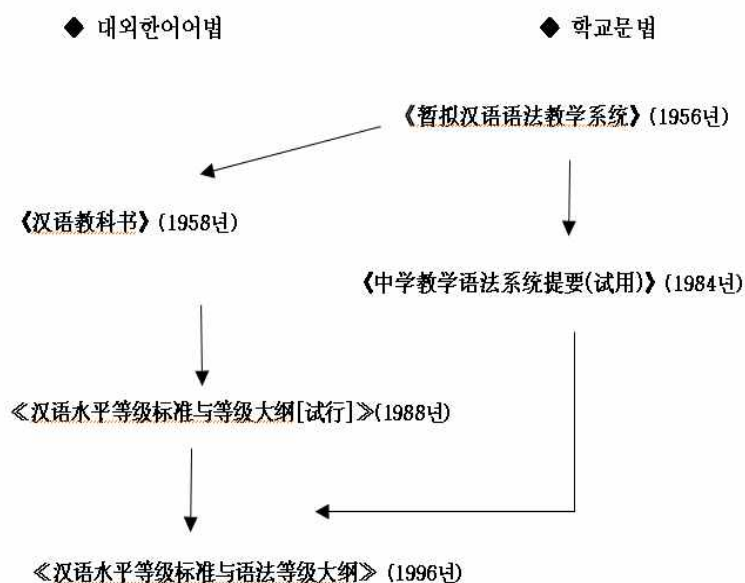 ◆ 대외한어어법
◆ 학교문법
《暂拟汉语语法教学系统》(1956년)
《汉语教科书》(1958년)
《中学教学语法系统提要(试用)》(1984년)
≪汉语水平等级标准与等级大纲[试行]≫(1988년)
≪汉语水平等级标准与语法等级大纲≫ (1996년)